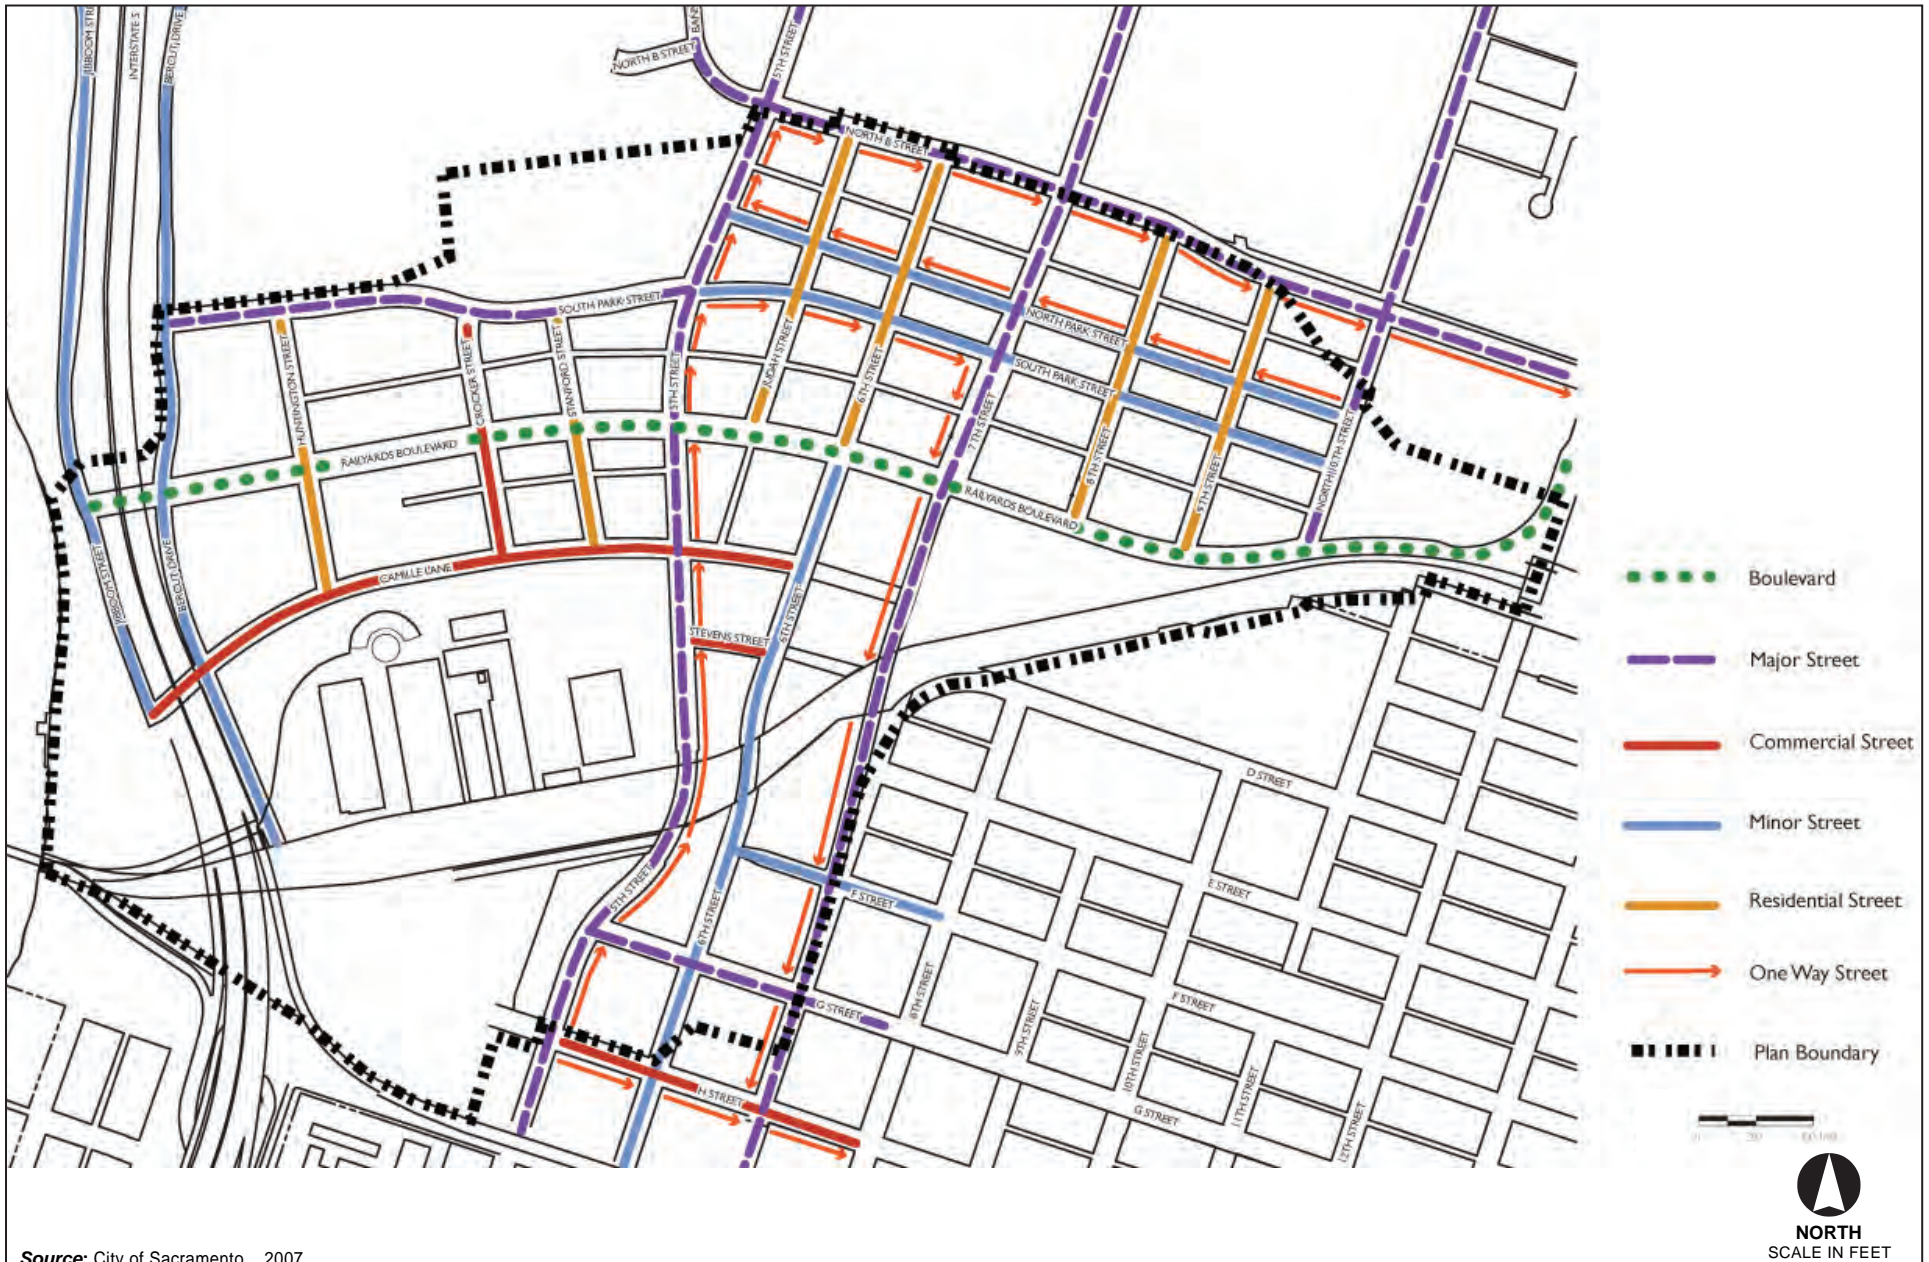 JIBBOOM STRE
INTERSTATE 5
BERCUT DRIVE
NORTH B STREET
BANN
5TH STREET
NORTH B STREET
SOUTH PARK STREET
NORTH PARK STREET
SOUTH PARK STREET
HUNTINGTON STREET
CROCKER STREET
STANFORD STREET
5TH STREET
JUDAH STREET
6TH STREET
7TH STREET
8TH STREET
9TH STREET
NORTH 10TH STREET
RAILYARDS BOULEVARD
RAILYARDS BOULEVARD
JIBBOOM STREET
BERCUT DRIVE
CAMILLE LANE
STEVENS STREET
6TH STREET
5TH STREET
6TH STREET
F STREET
G STREET
H STREET
D STREET
E STREET
F STREET
G STREET
8TH STREET
9TH STREET
10TH STREET
11TH STREET
12TH STREET
Boulevard
Major Street
Commercial Street
Minor Street
Residential Street
One Way Street
Plan Boundary
NORTH
SCALE IN FEET
Source: City of Sacramento, 2007